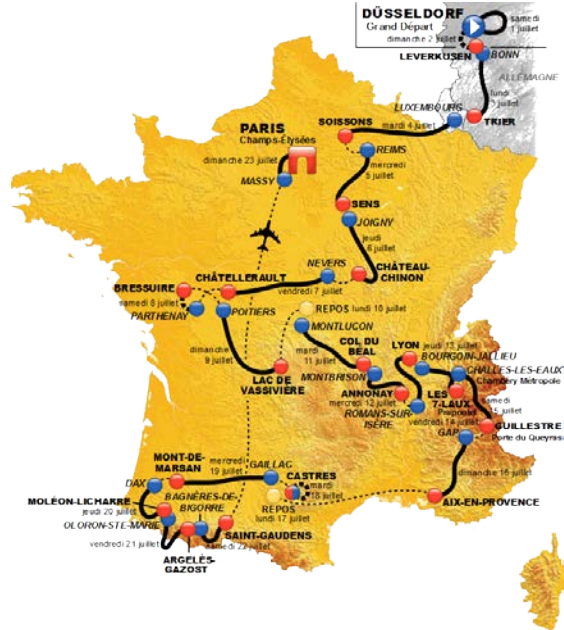 DÜSSELDORF
Grand Départ
samedi
1 juillet
dimanche 2 juillet
LEVERKUSEN
BONN
ALLEMAGNE
lundi
3 juillet
LUXEMBOURG
TRIER
mardi 4 juillet
SOISSONS
REIMS
PARIS
Champs-Élysées
dimanche 23 juillet
MASSY
mercredi
5 juillet
SENS
JOIGNY
jeudi
6 juillet
NEVERS
CHÂTEAU-
CHINON
vendredi 7 juillet
CHÂTELLERAULT
BRESSUIRE
samedi 8 juillet
PARTHENAY
POITIERS
REPOS lundi 10 juillet
MONTLUÇON
dimanche
9 juillet
LAC DE
VASSIVIÈRE
mardi
11 juillet
COL DU
BÉAL
MONTBRISON
LYON
jeudi 13 juillet
BOURGOIN-JALLIEU
CHALLES-LES-EAUX
Chambéry Métropole
ANNONAY
mercredi 12 juillet
ROMANS-SUR-
ISÈRE
LES
7-LAUX
Prapoutel
vendredi 14 juillet
samedi
15 juillet
GAP
GUILLESTRE
Porte du Queyras
dimanche 16 juillet
AIX-EN-PROVENCE
MONT-DE-
MARSAN
mercredi
19 juillet
GAILLAC
CASTRES
mardi
18 juillet
REPOS
lundi 17 juillet
DAX
BAGNÈRES-DE-
BIGORRE
MOLÉON-LICHARRE
jeudi 20 juillet
OLORON-STE-MARIE
vendredi 21 juillet
samedi 22 juillet
SAINT-GAUDENS
ARGELÈS-
GAZOST